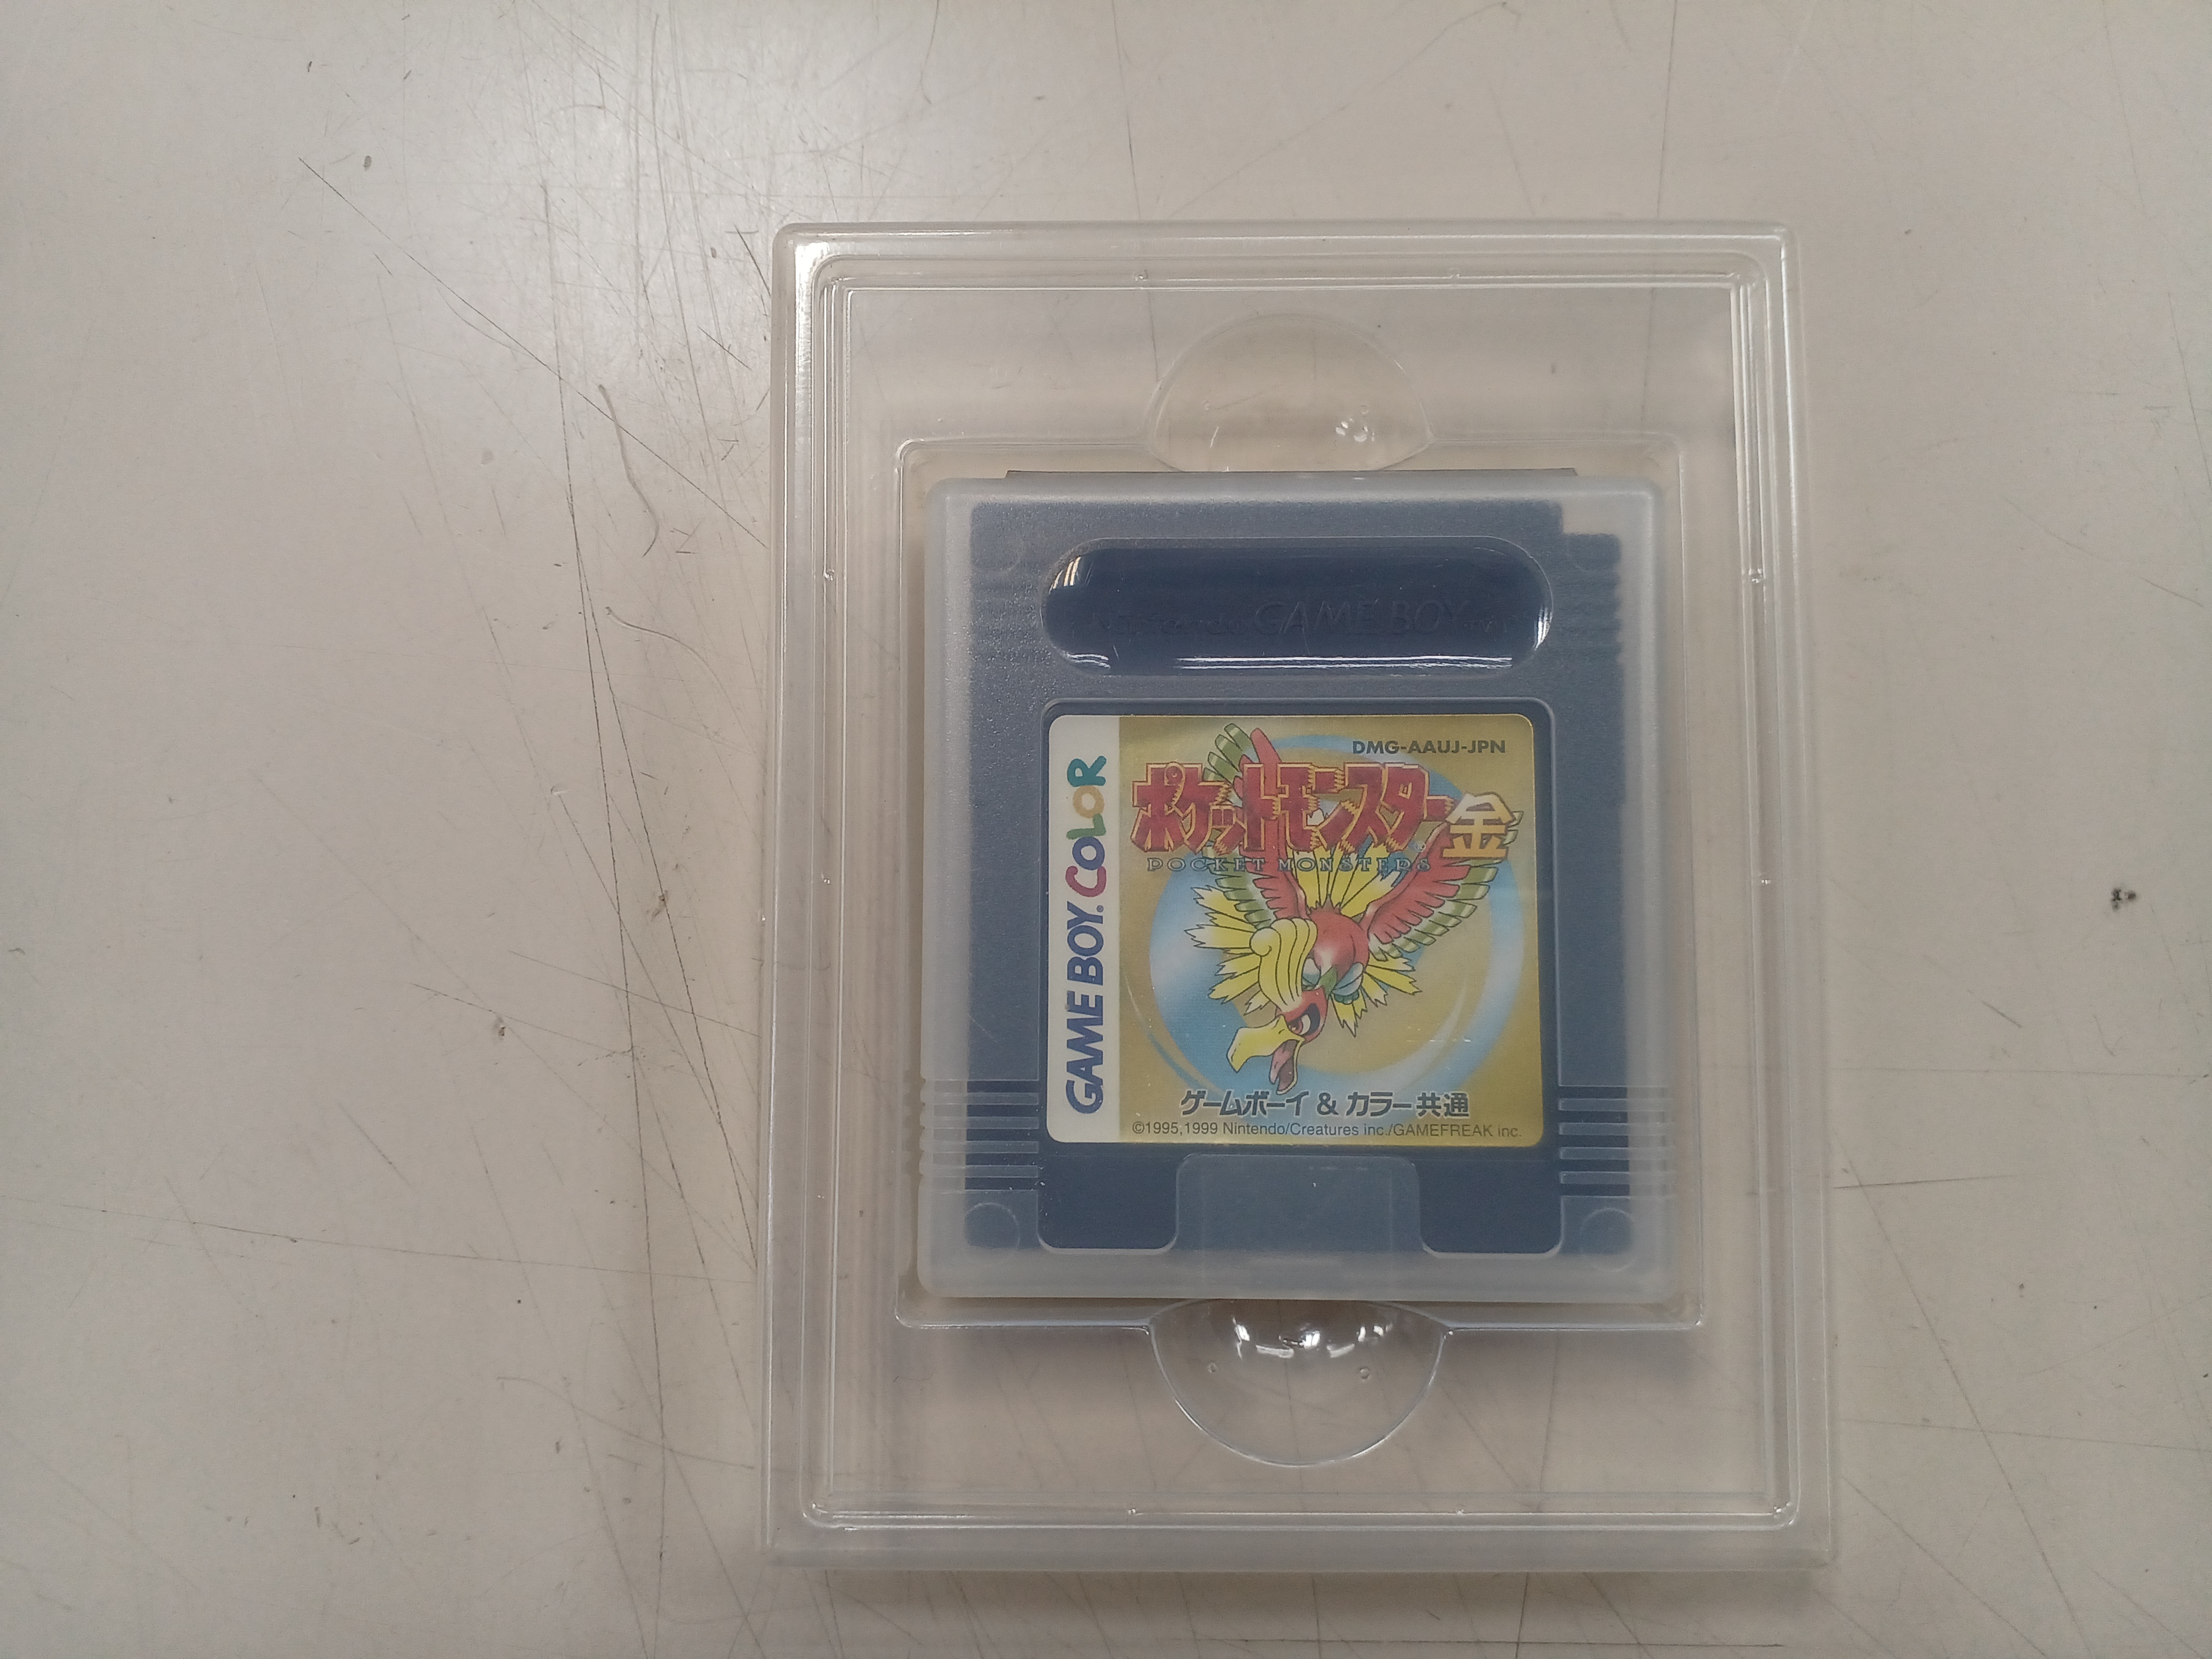 Nintendo GAME BOY
DMG-AAUJ-JPN
ポケットモンスター金
POCKET MONSTERS
GAME BOY COLOR
ゲームボーイ & カラー共通
©1995,1999 Nintendo/Creatures inc./GAMEFREAK inc.